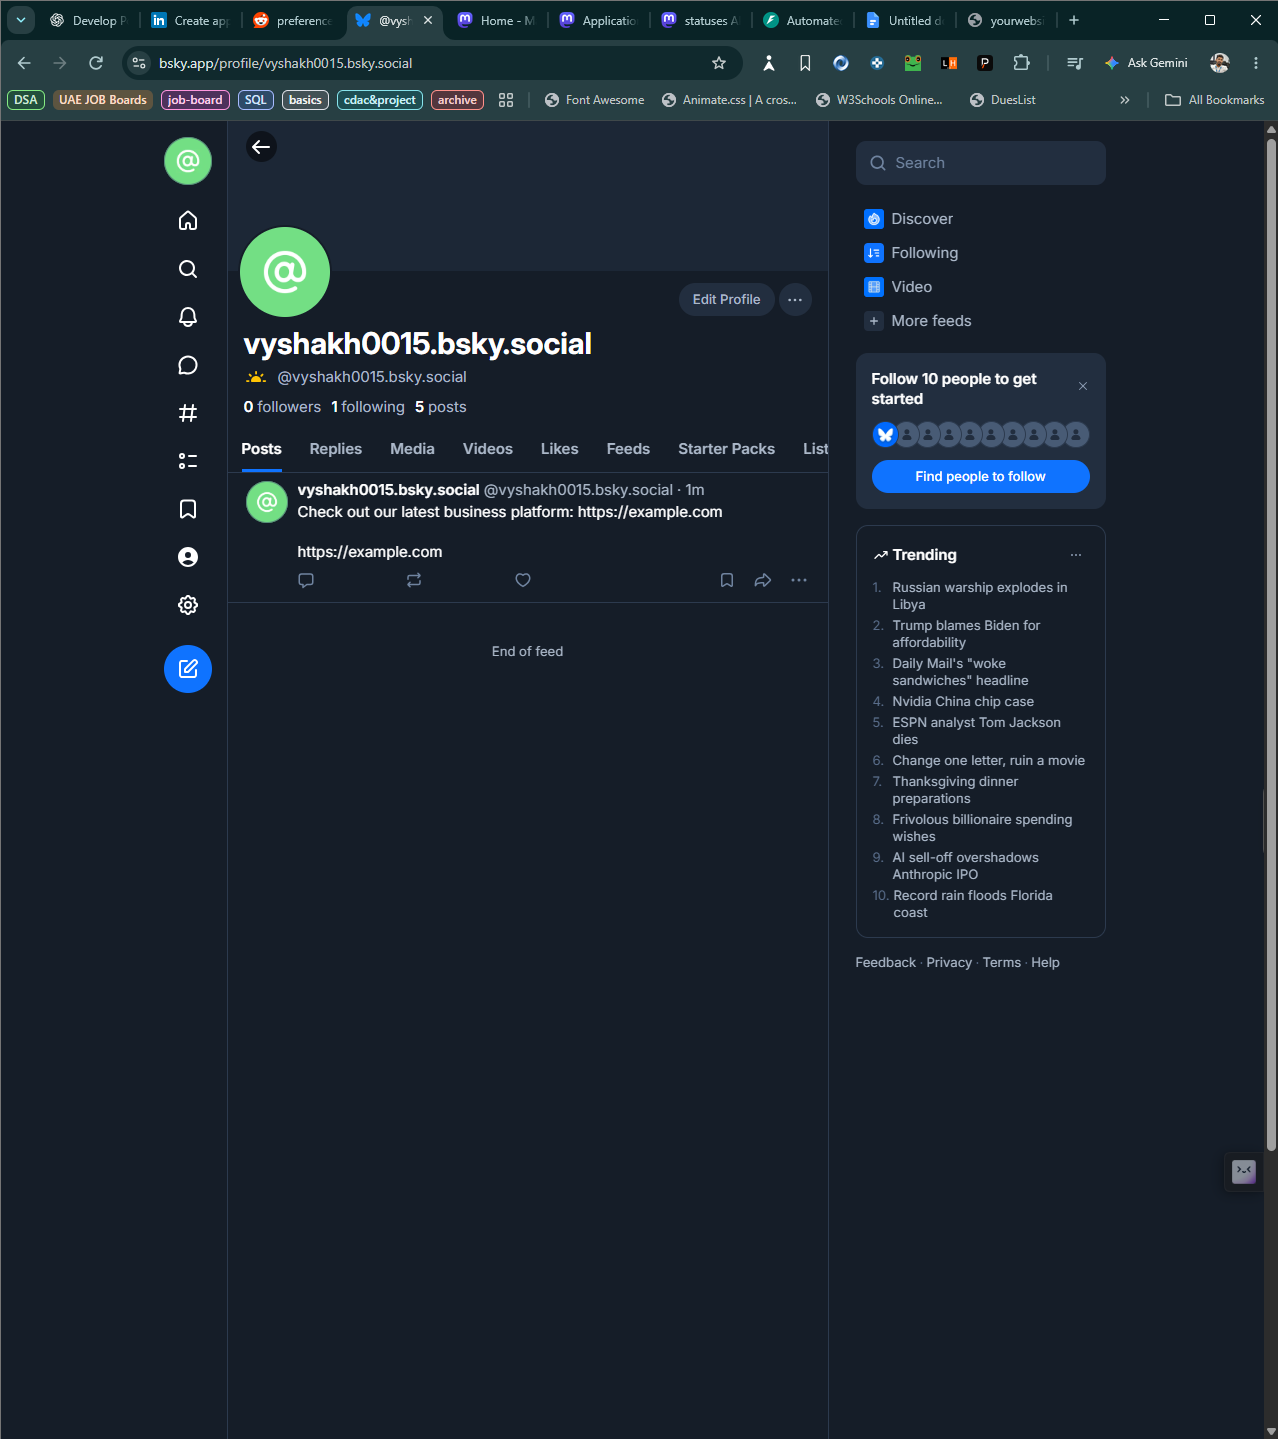 Develop P
Create app
preference
@vysh
Home - M
Application
statuses A
Automate
Untitled d
yourwebsi
bsky.app/profile/vyshakh0015.bsky.social
Ask Gemini
DSA
UAE JOB Boards
job-board
SQL
basics
cdac&project
archive
Font Awesome
Animate.css | A cros...
W3Schools Online...
DuesList
All Bookmarks
Edit Profile
vyshakh0015.bsky.social
@vyshakh0015.bsky.social
0 followers 1 following 5 posts
Posts
Replies
Media
Videos
Likes
Feeds
Starter Packs
List
vyshakh0015.bsky.social @vyshakh0015.bsky.social · 1m
Check out our latest business platform: https://example.com
https://example.com
End of feed
Search
Discover
Following
Video
More feeds
Follow 10 people to get
started
Find people to follow
Trending
1. Russian warship explodes in
Libya
2. Trump blames Biden for
affordability
3. Daily Mail's "woke
sandwiches" headline
4. Nvidia China chip case
5. ESPN analyst Tom Jackson
dies
6. Change one letter, ruin a movie
7. Thanksgiving dinner
preparations
8. Frivolous billionaire spending
wishes
9. AI sell-off overshadows
Anthropic IPO
10. Record rain floods Florida
coast
Feedback · Privacy · Terms · Help